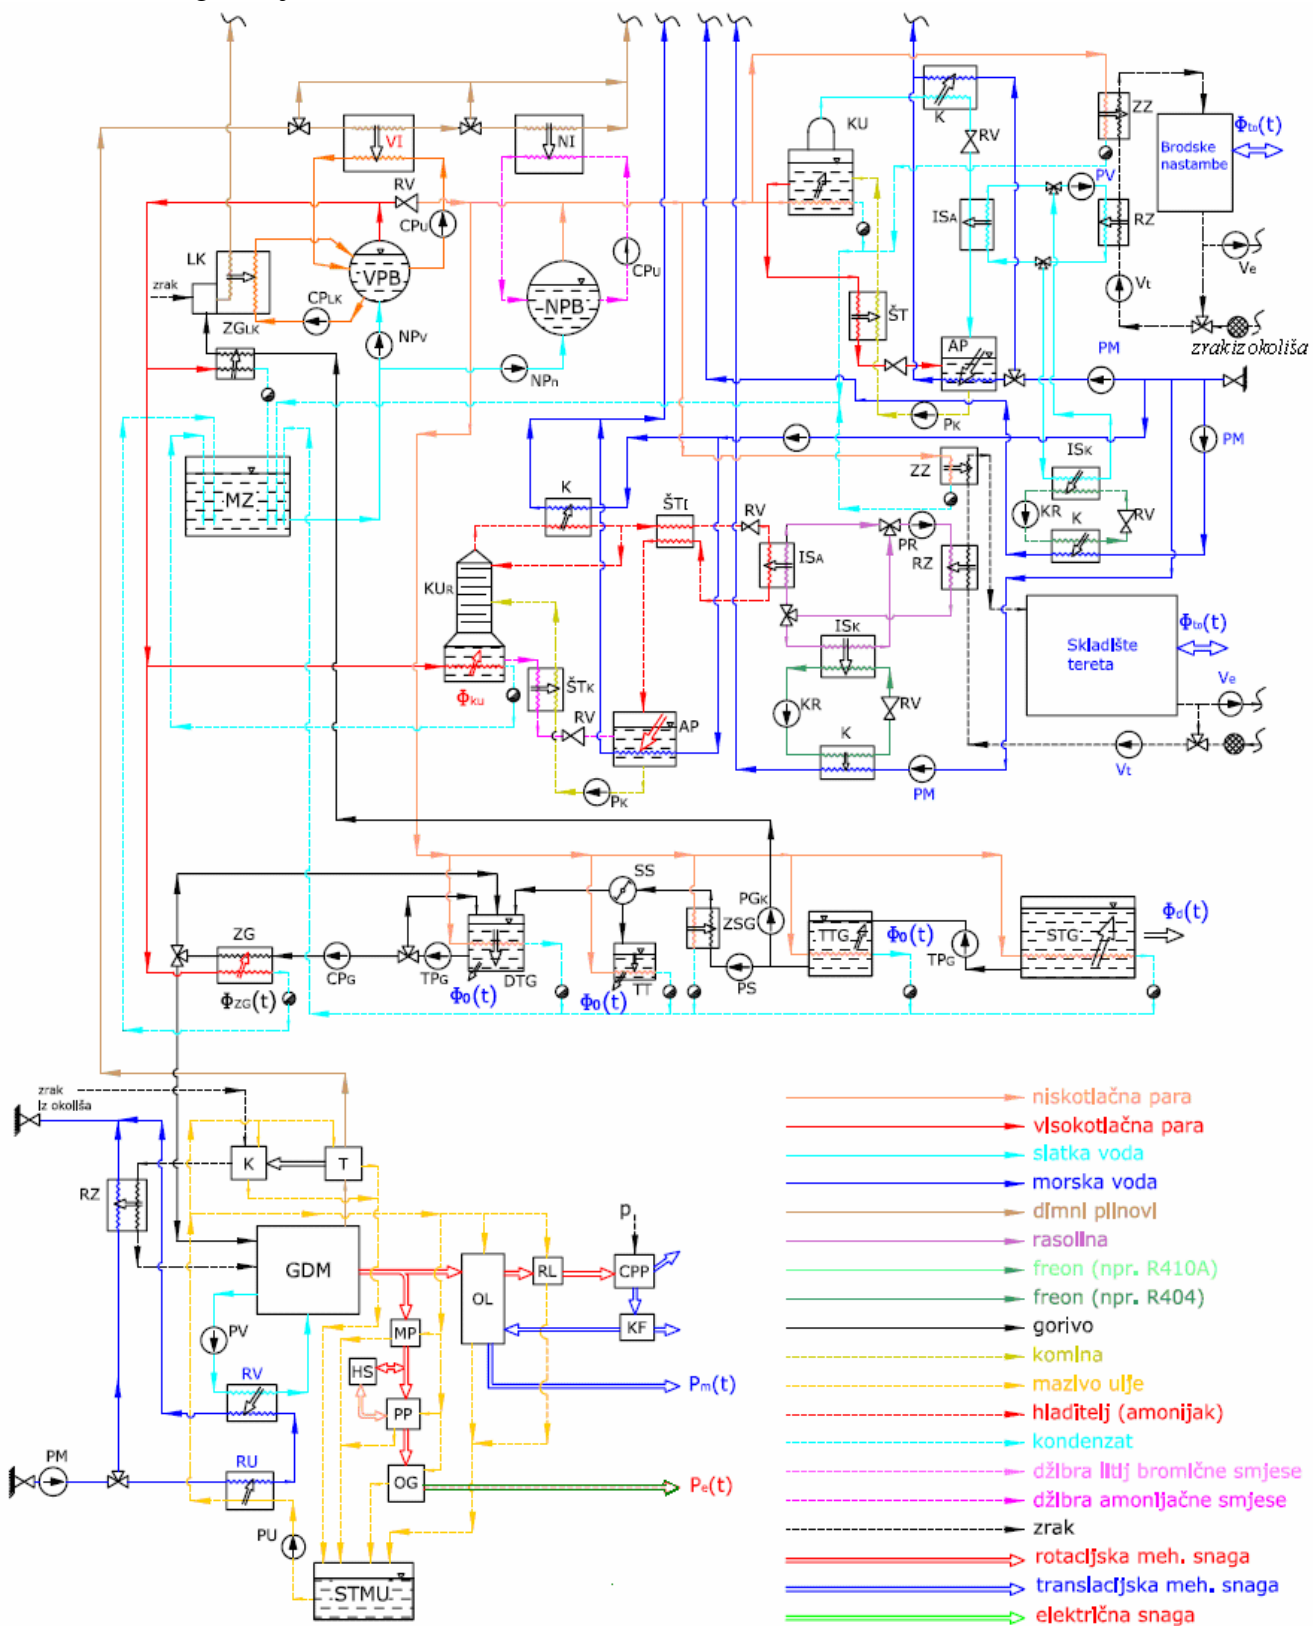 KU
K
RV
ZZ
Brodske
nastambe
Φto(t)
VI
NI
RV
CPU
CPU
PV
ISA
RZ
Ve
LK
zrak
VPB
NPB
CPLK
ZGLK
NPV
NPn
Vt
ŠT
AP
PM
zrak iz okoliša
PK
PM
ISK
ZZ
KR
RV
K
MZ
K
ŠTI
RV
ISA
PR
RZ
KUR
Φku
ŠTK
RV
AP
PK
ISK
KR
RV
K
PM
Skladište
tereta
Φto(t)
Ve
Vt
SS
PGK
ZSG
ZG
ΦZG(t)
CPG
TPG
DTG
Φ0(t)
TT
Φ0(t)
PS
TTG
Φ0(t)
TPG
STG
Φd(t)
zrak
iz okoliša
K
T
RZ
GDM
PV
RV
RU
PM
PU
STMU
MP
HS
PP
OG
OL
RL
p
CPP
KF
Pm(t)
Pe(t)
niskotlačna para
visokotlačna para
slatka voda
morska voda
dimni plinovi
rasolina
freon (npr. R410A)
freon (npr. R404)
gorivo
komina
mazivo ulje
hladitelj (amonijak)
kondenzat
džibra litij bromične smjese
džibra amonijačne smjese
zrak
rotacijska meh. snaga
translacijska meh. snaga
električna snaga